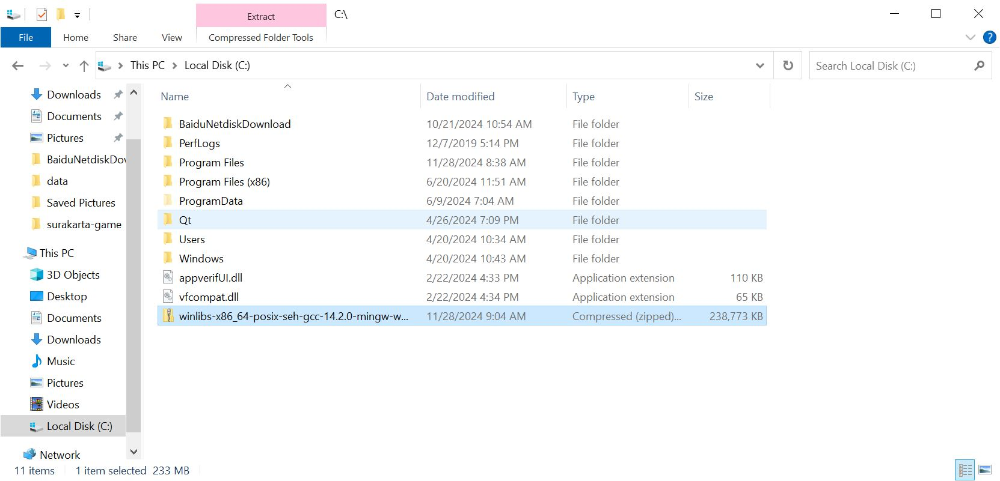 Extract
C:\
File
Home
Share
View
Compressed Folder Tools
?
This PC
Local Disk (C:)
Search Local Disk (C:)
Downloads
Documents
Pictures
BaiduNetdiskDow
data
Saved Pictures
surakarta-game
This PC
3D Objects
Desktop
Documents
Downloads
Music
Pictures
Videos
Local Disk (C:)
Network
Name Date modified Type Size
BaiduNetdiskDownload 10/21/2024 10:54 AM File folder
PerfLogs 12/7/2019 5:14 PM File folder
Program Files 11/28/2024 8:38 AM File folder
Program Files (x86) 6/20/2024 11:51 AM File folder
ProgramData 6/9/2024 7:04 AM File folder
Qt 4/26/2024 7:09 PM File folder
Users 4/20/2024 10:34 AM File folder
Windows 4/20/2024 10:43 AM File folder
appverifUI.dll 2/22/2024 4:33 PM Application extension 110 KB
vfcompat.dll 2/22/2024 4:34 PM Application extension 65 KB
winlibs-x86_64-posix-seh-gcc-14.2.0-mingw-w... 11/28/2024 9:04 AM Compressed (zipped)... 238,773 KB
11 items 1 item selected 233 MB